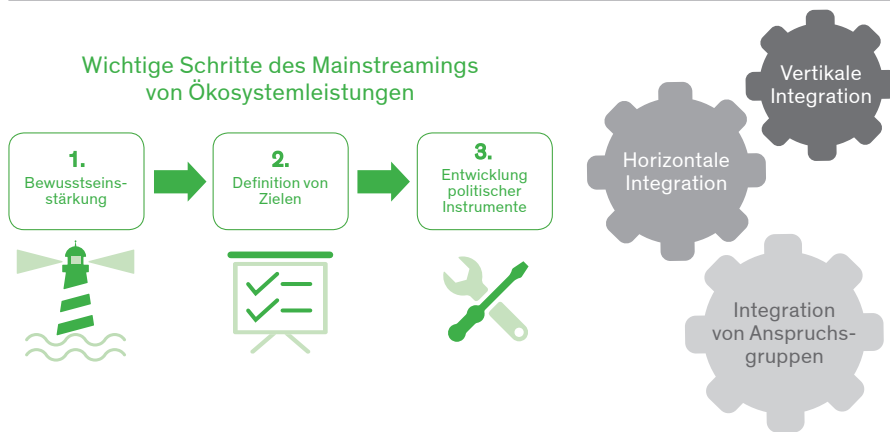 Wichtige Schritte des Mainstreamings
von Ökosystemleistungen
1.
Bewusstseins-
stärkung
2.
Definition von
Zielen
3.
Entwicklung
politischer
Instrumente
Vertikale
Integration
Horizontale
Integration
Integration
von Anspruchs-
gruppen